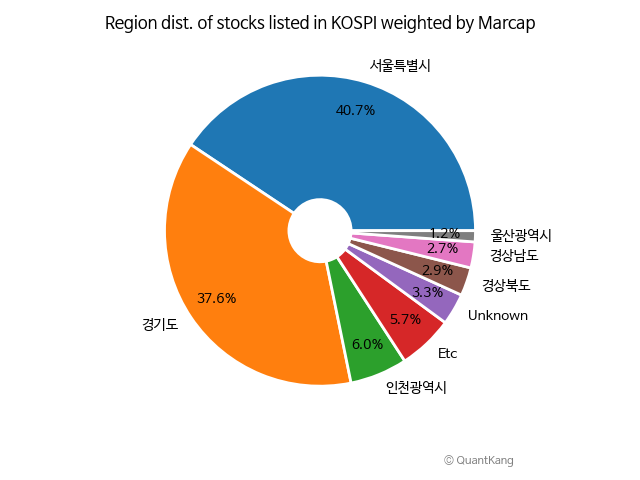 Region dist. of stocks listed in KOSPI weighted by Marcap
서울특별시
40.7%
경기도
37.6%
인천광역시
6.0%
Etc
5.7%
Unknown
3.3%
경상북도
2.9%
경상남도
2.7%
울산광역시
1.2%
© QuantKang